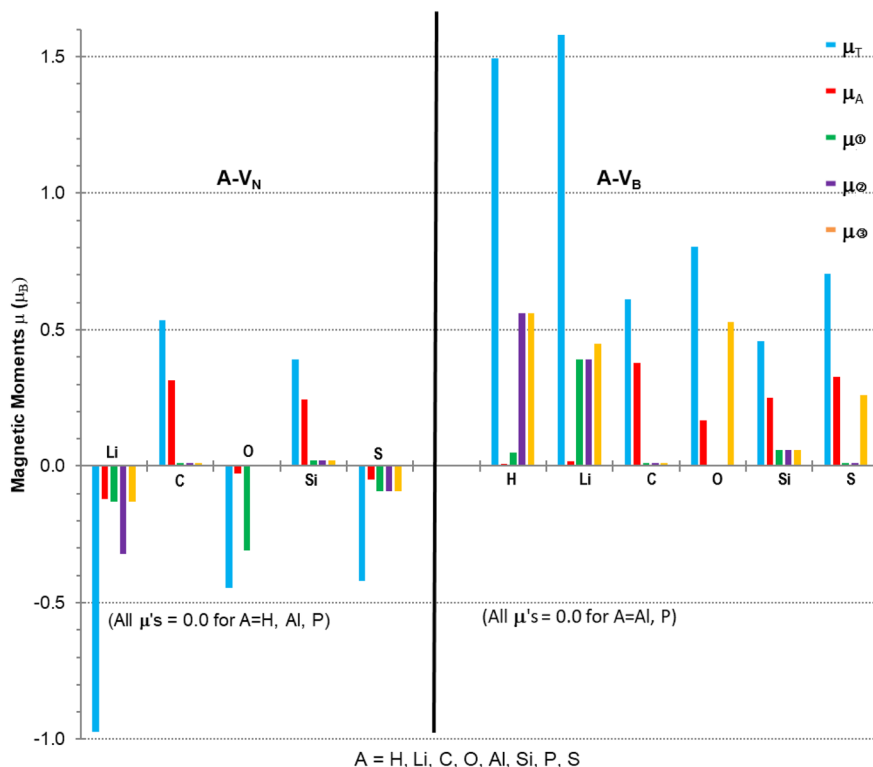 1.5
1.0
0.5
0.0
-0.5
-1.0
Magnetic Moments μ (μB)
A-VN
A-VB
μT
μA
μ①
μ②
μ③
Li
C
O
Si
S
H
Li
C
O
Si
S
(All μ's = 0.0 for A=H, Al, P)
(All μ's = 0.0 for A=Al, P)
A = H, Li, C, O, Al, Si, P, S